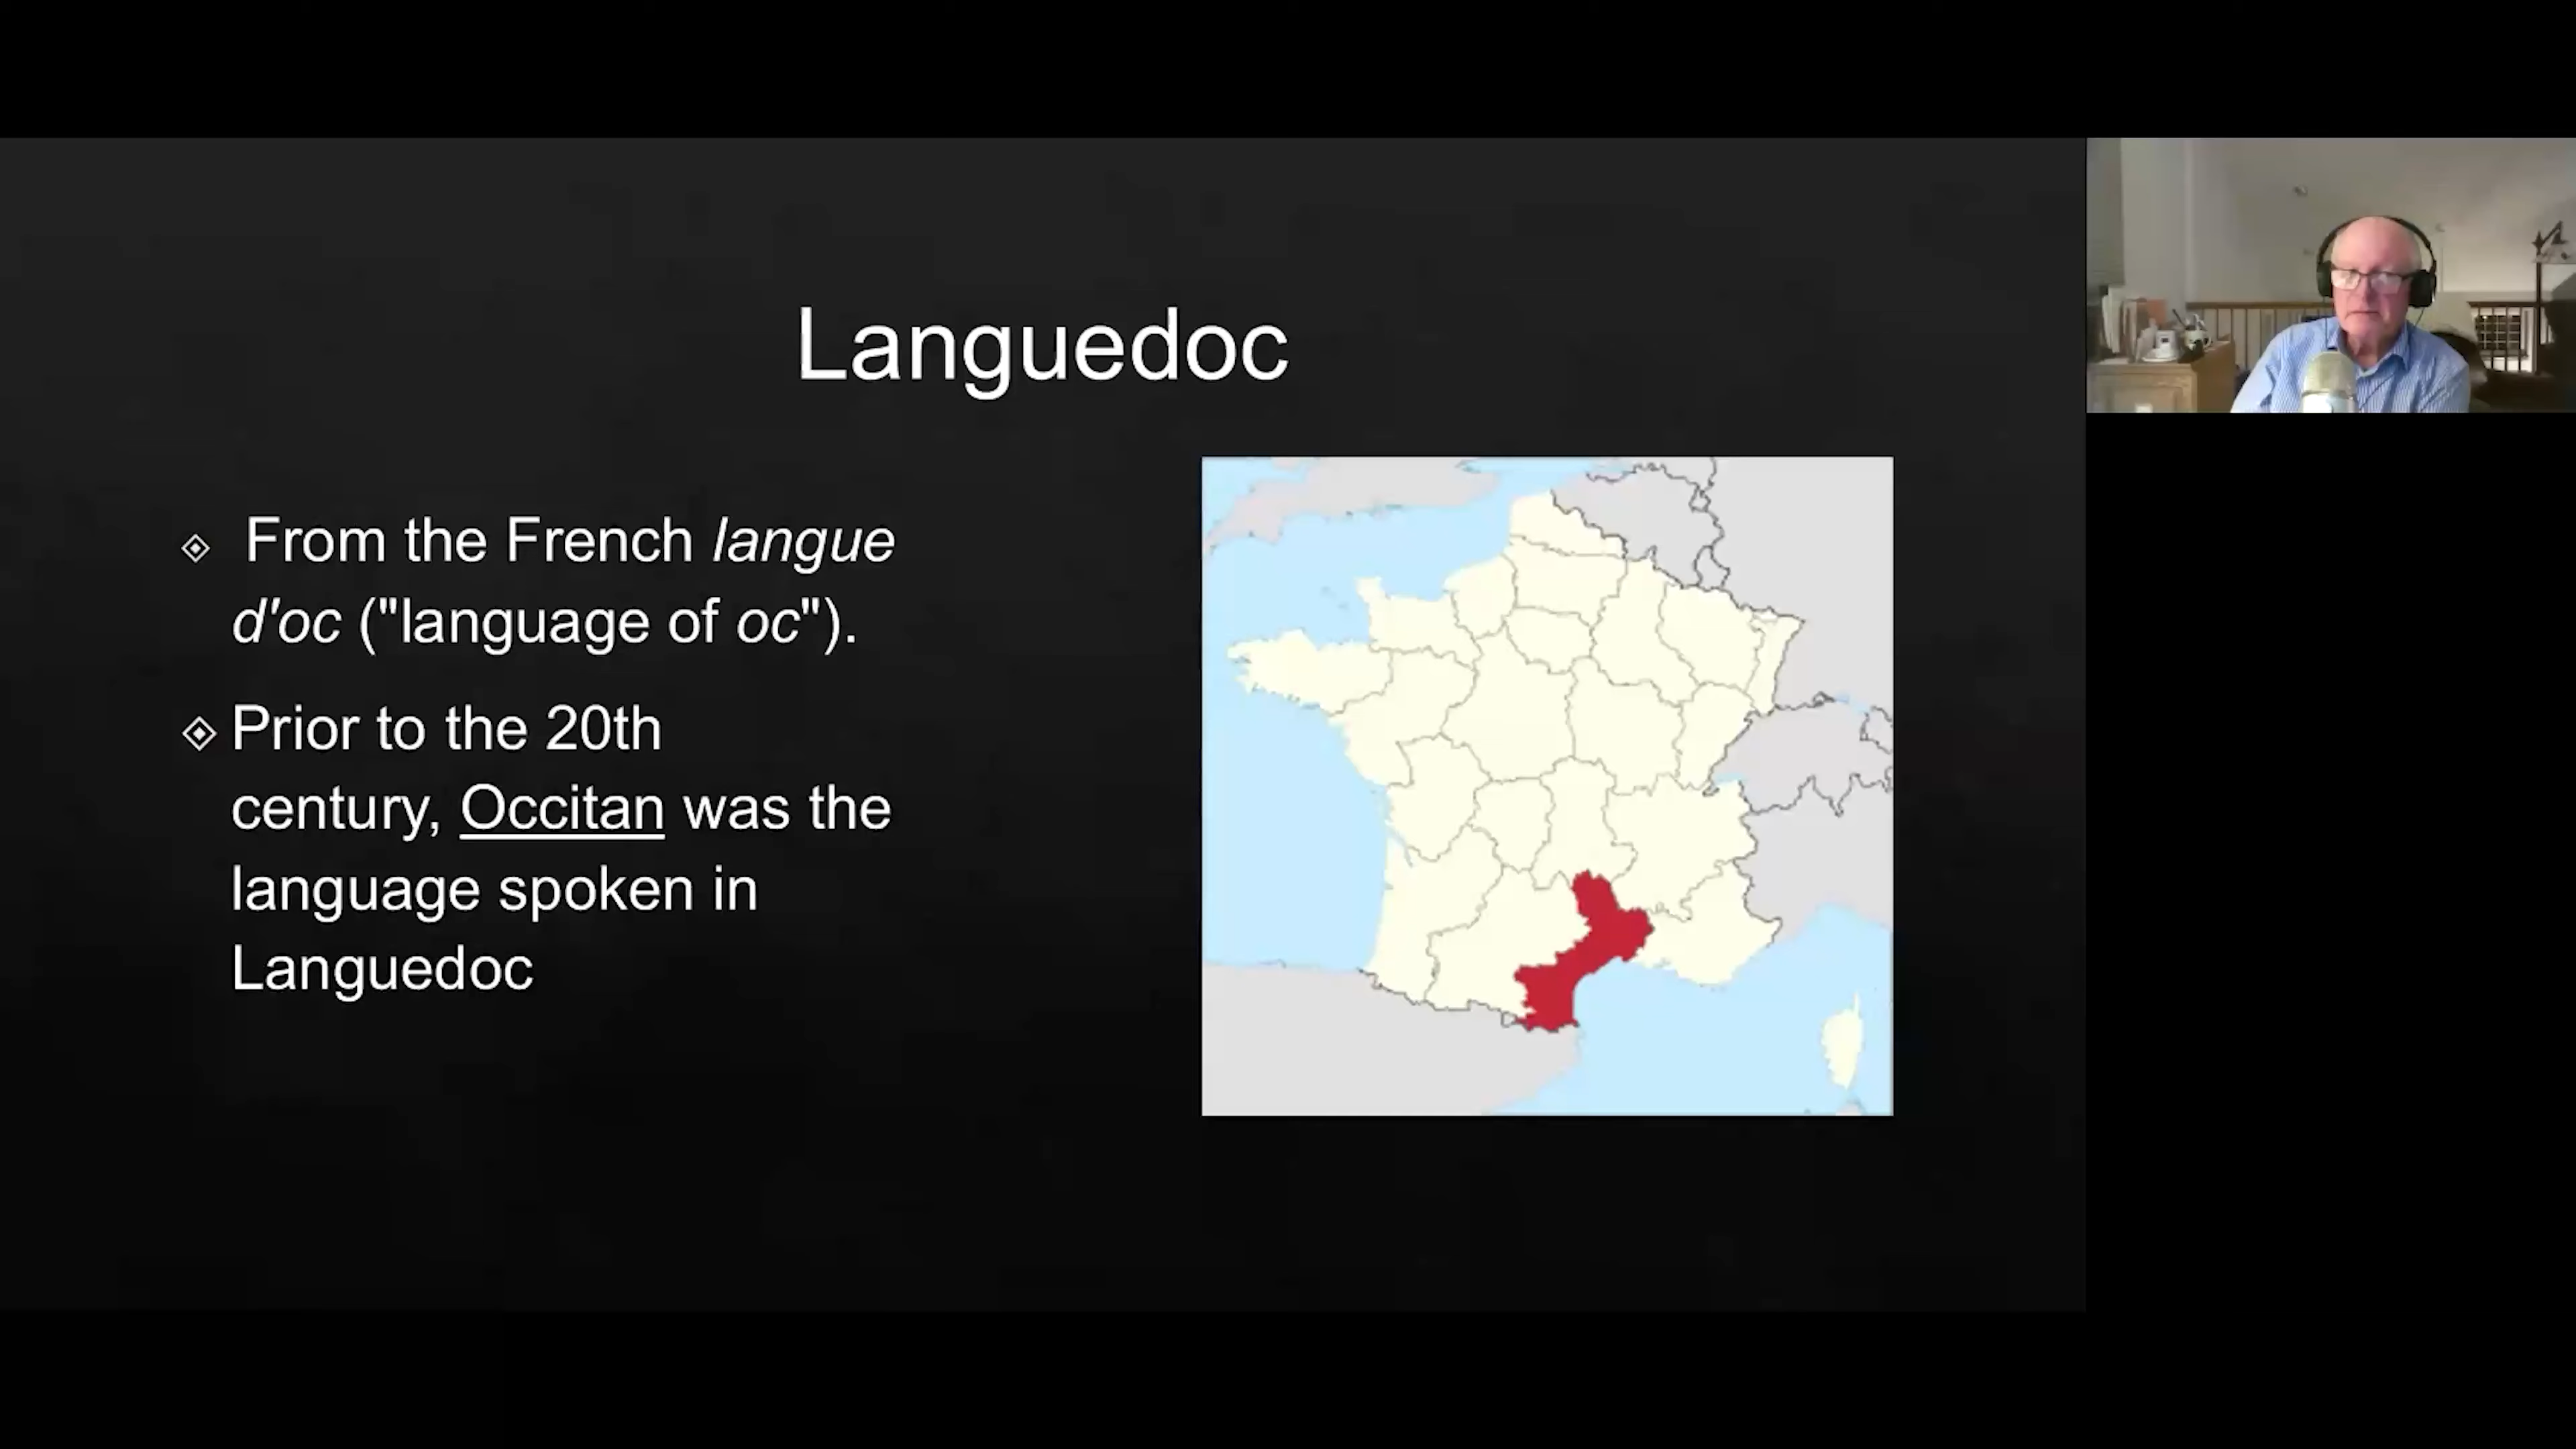 Languedoc
From the French langue
d'oc ("language of oc").
Prior to the 20th
century, Occitan was the
language spoken in
Languedoc